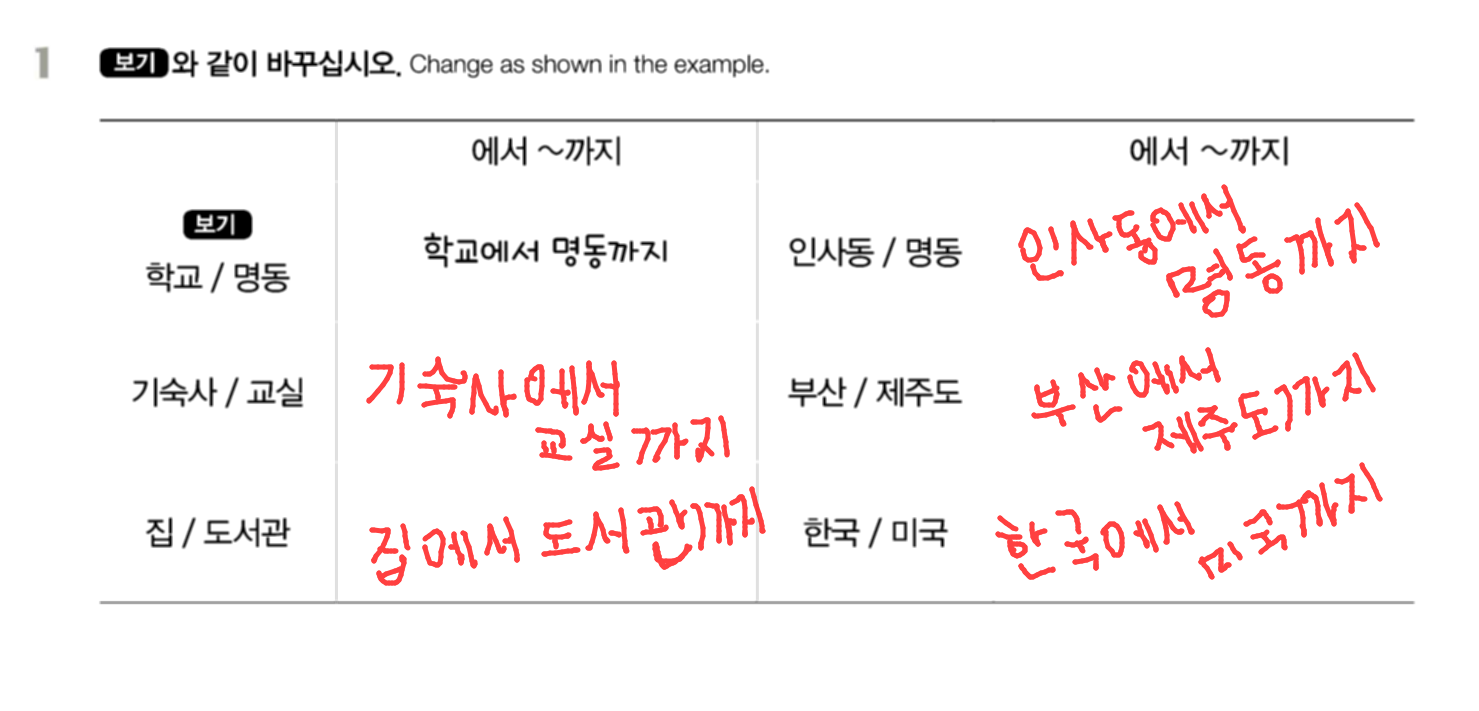 1 보기 와 같이 바꾸십시오. Change as shown in the example.
에서 ~까지 에서 ~까지
보기
학교 / 명동 학교에서 명동까지
인사동 / 명동 인사동에서
명동까지
기숙사 / 교실 기숙사에서
교실까지
부산 / 제주도 부산에서
제주도까지
집 / 도서관 집에서 도서관까지
한국 / 미국 한국에서 미국까지